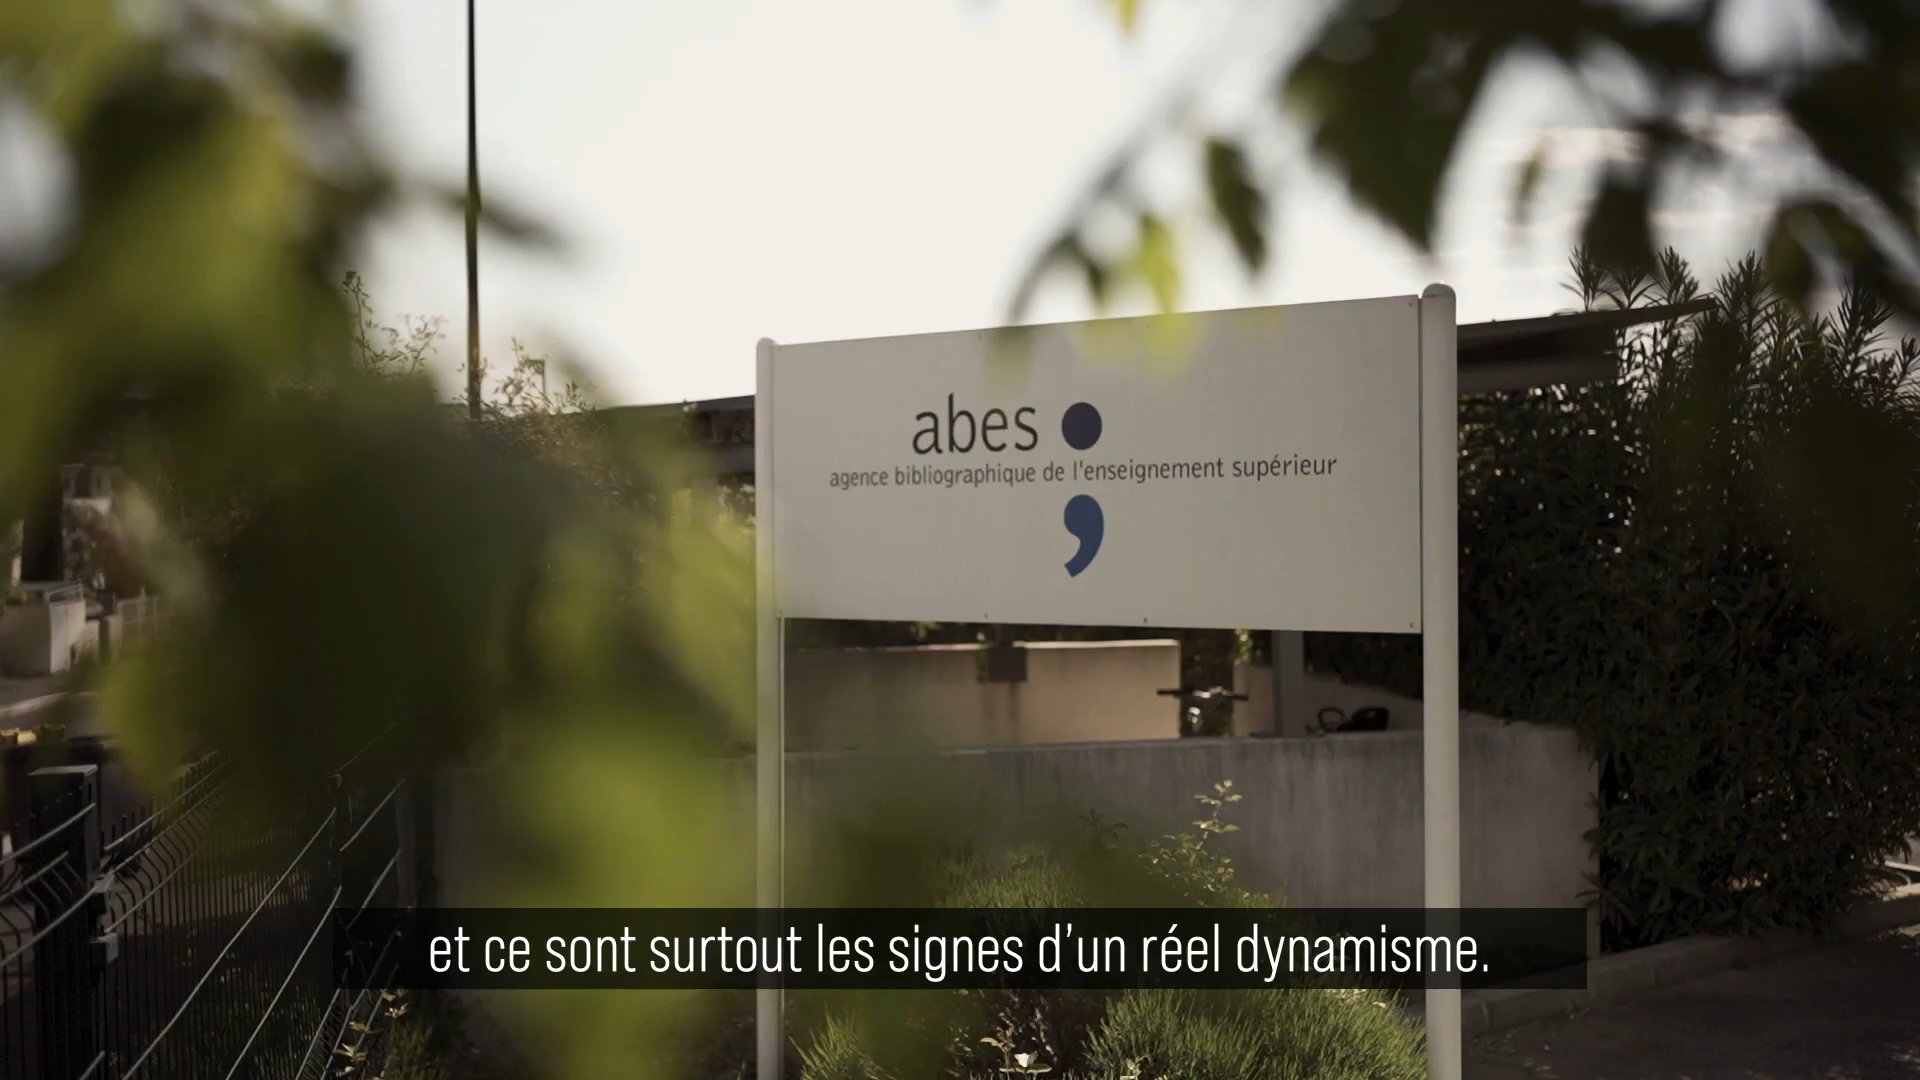 abes
agence bibliographique de l'enseignement supérieur
et ce sont surtout les signes d’un réel dynamisme.